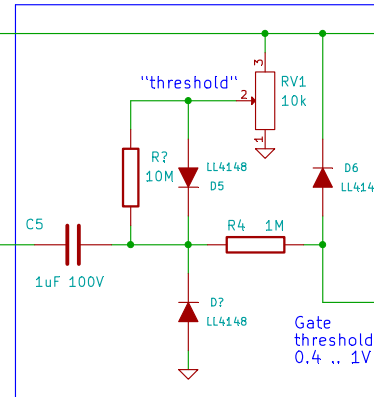 3
"threshold"
RV1
2
10k
1
R?
10M
LL4148
D5
D6
LL414
C5
R4 1M
1uF 100V
D?
LL4148
Gate
threshold
0.4 .. 1V